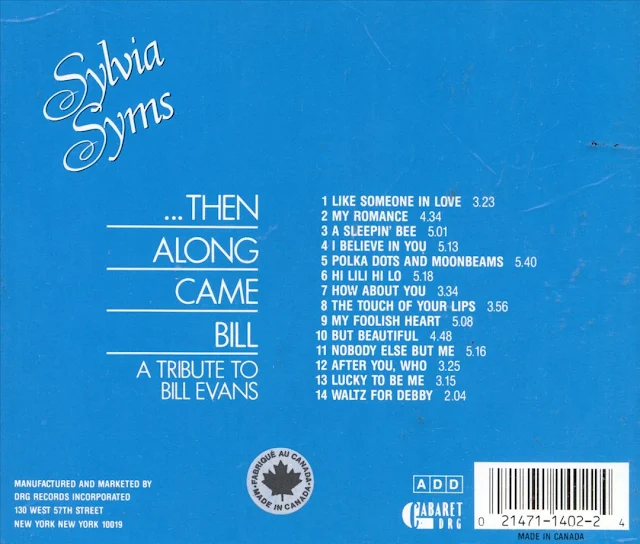 Sylvia
Syms
...THEN
ALONG
CAME
BILL
A TRIBUTE TO
BILL EVANS
1 LIKE SOMEONE IN LOVE 3.23
2 MY ROMANCE 4.34
3 A SLEEPIN' BEE 5.01
4 I BELIEVE IN YOU 5.13
5 POLKA DOTS AND MOONBEAMS 5.40
6 HI LILI HI LO 5.18
7 HOW ABOUT YOU 3.34
8 THE TOUCH OF YOUR LIPS 3.56
9 MY FOOLISH HEART 5.08
10 BUT BEAUTIFUL 4.48
11 NOBODY ELSE BUT ME 5.16
12 AFTER YOU, WHO 3.25
13 LUCKY TO BE ME 3.15
14 WALTZ FOR DEBBY 2.04
MANUFACTURED AND MARKETED BY
DRG RECORDS INCORPORATED
130 WEST 57TH STREET
NEW YORK NEW YORK 10019
FABRIQUÉ AU CANADA
MADE IN CANADA
ADD
CABARET
DRG
0 21471-1402-2 4
MADE IN CANADA